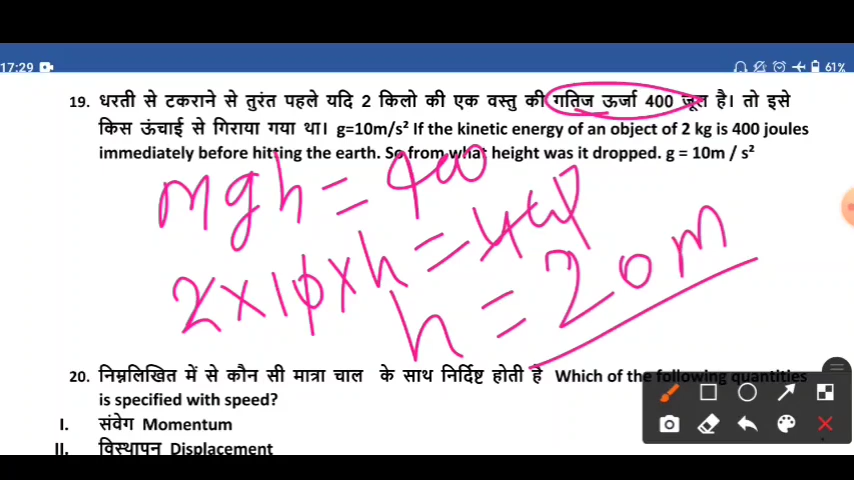 17:29
61%
19. धरती से टकराने से तुरंत पहले यदि 2 किलो की एक वस्तु की गतिज ऊर्जा 400 जूल है। तो इसे
किस ऊंचाई से गिराया गया था। g=10m/s² If the kinetic energy of an object of 2 kg is 400 joules
immediately before hitting the earth. So from what height was it dropped. g = 10m / s²
mgh = 400
2 × 10 × h = 400
h = 20 m
20. निम्नलिखित में से कौन सी मात्रा चाल के साथ निर्दिष्ट होती है Which of the following quantities
is specified with speed?
I. संवेग Momentum
II. विस्थापन Displacement